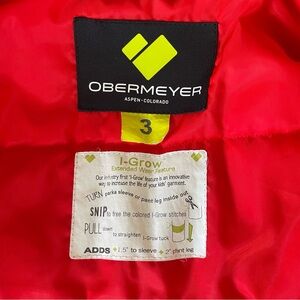 OBERMEYER
ASPEN • COLORADO
3
I-Grow
Extended Wear Feature
Our industry first 'I-Grow' feature is an innovative
way to increase the life of your kids' garment.
TURN parka sleeve or pant leg inside out
SNIP to free the colored I-Grow stitches
PULL down to straighten I-Grow tuck
ADDS +1.5" to sleeve + 2" pant leg